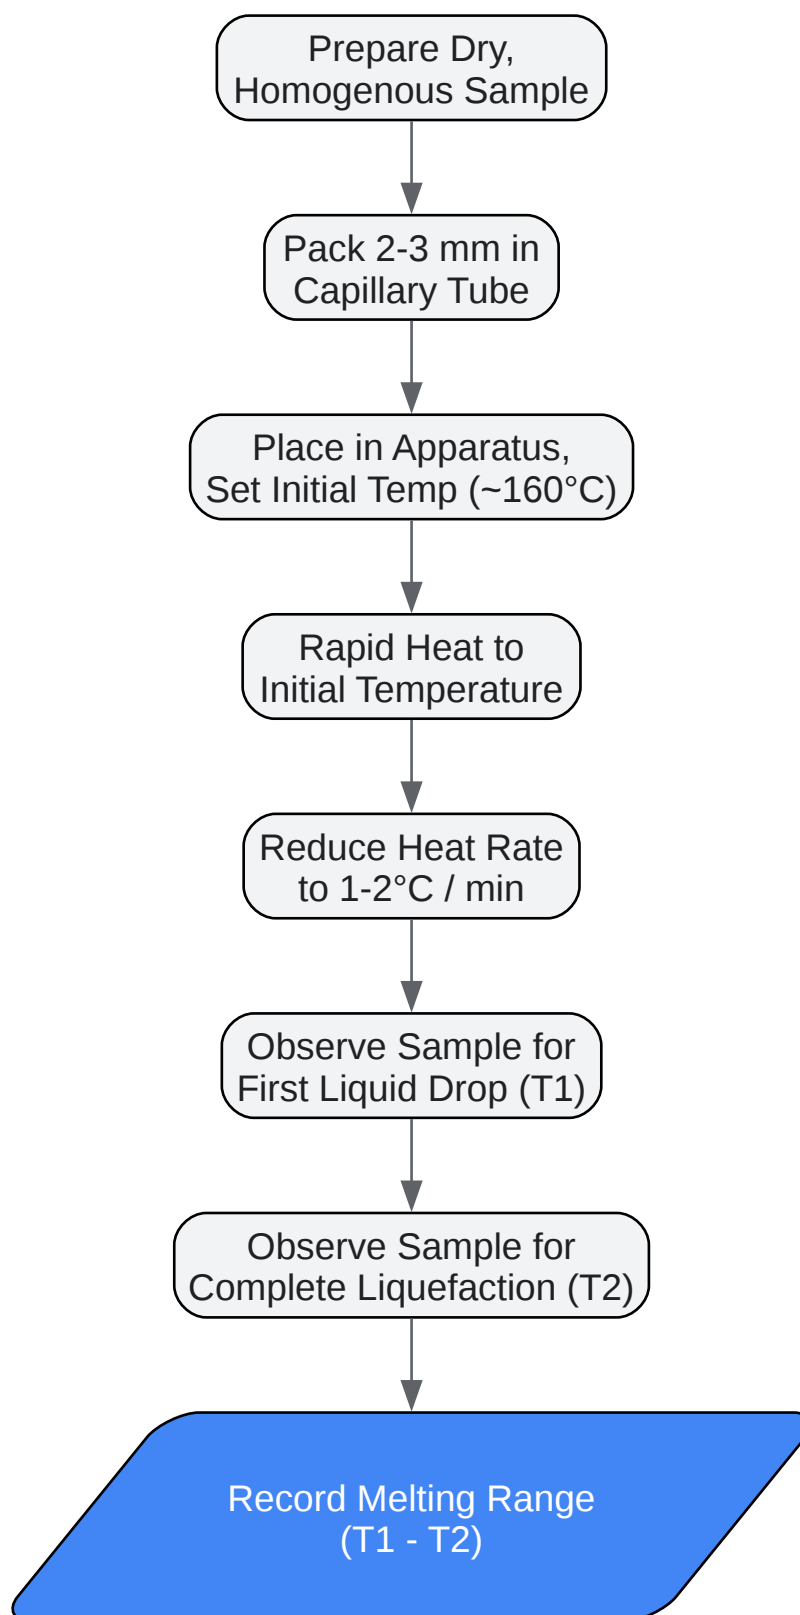 Prepare Dry,
Homogenous Sample
Pack 2-3 mm in
Capillary Tube
Place in Apparatus,
Set Initial Temp (~160°C)
Rapid Heat to
Initial Temperature
Reduce Heat Rate
to 1-2°C / min
Observe Sample for
First Liquid Drop (T1)
Observe Sample for
Complete Liquefaction (T2)
Record Melting Range
(T1 - T2)